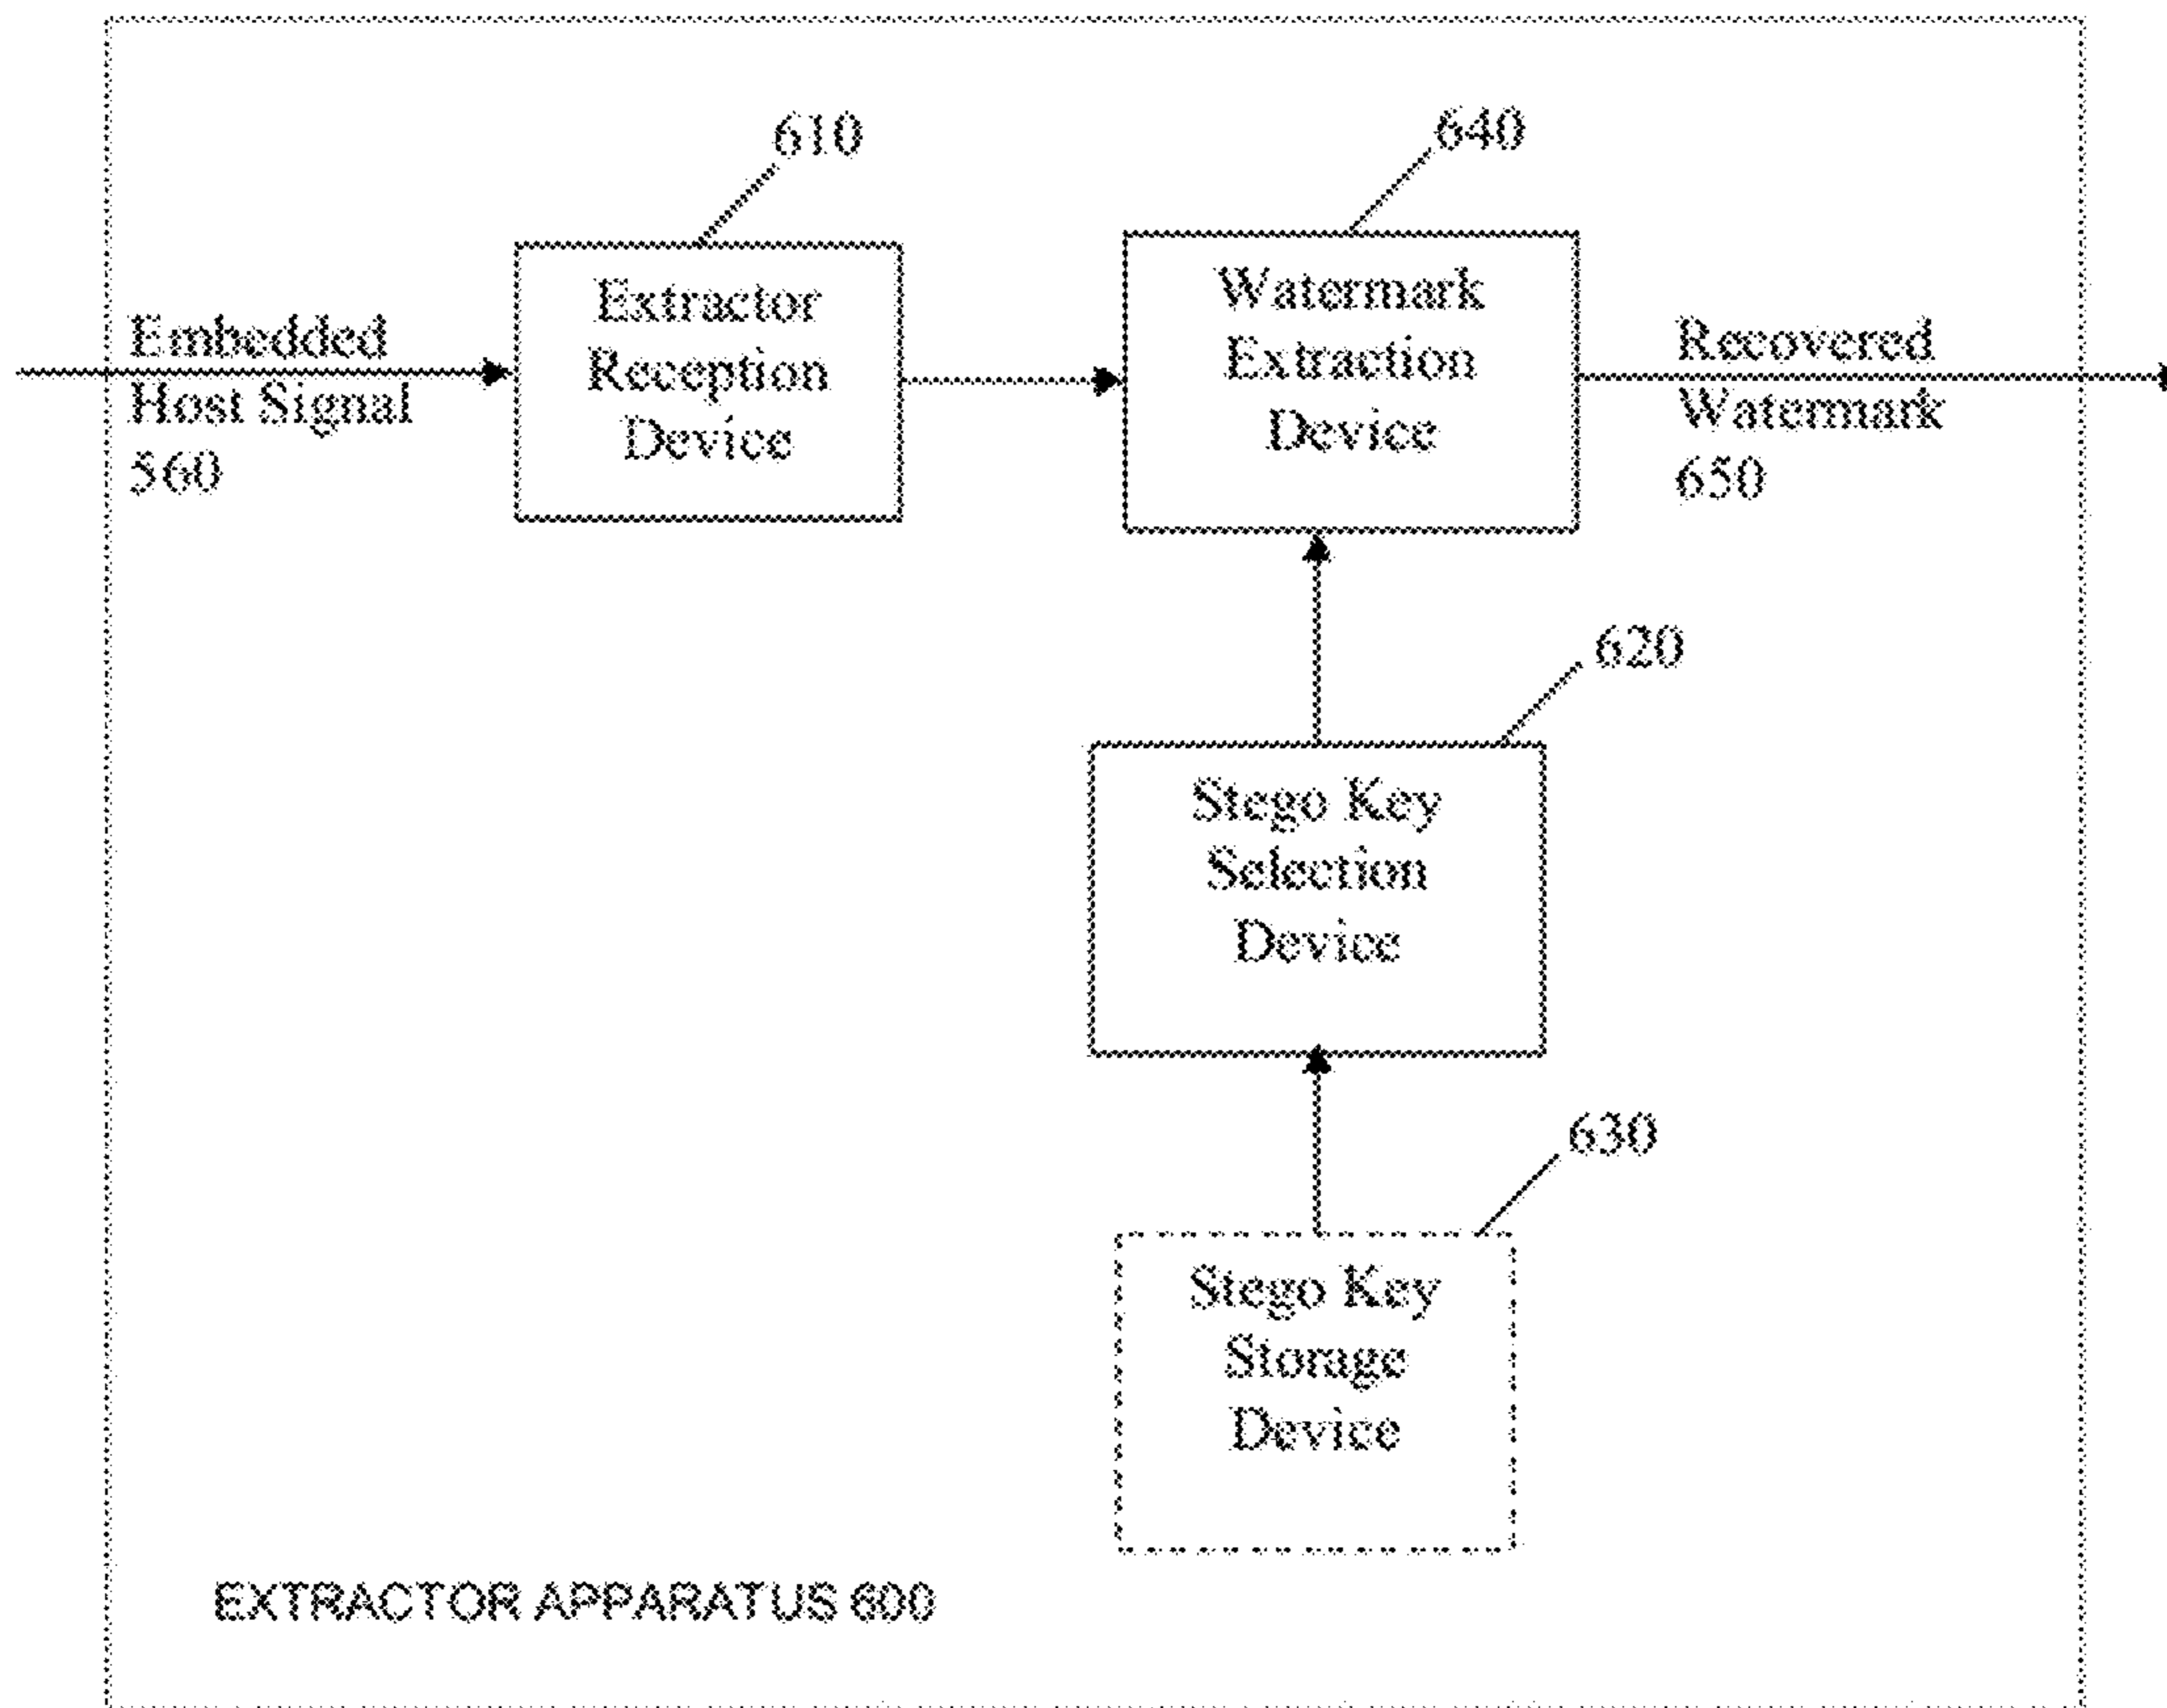 610
640
Embedded
Host Signal
560
Extractor
Reception
Device
Watermark
Extraction
Device
Recovered
Watermark
650
620
Stego Key
Selection
Device
630
Stego Key
Storage
Device
EXTRACTOR APPARATUS 600